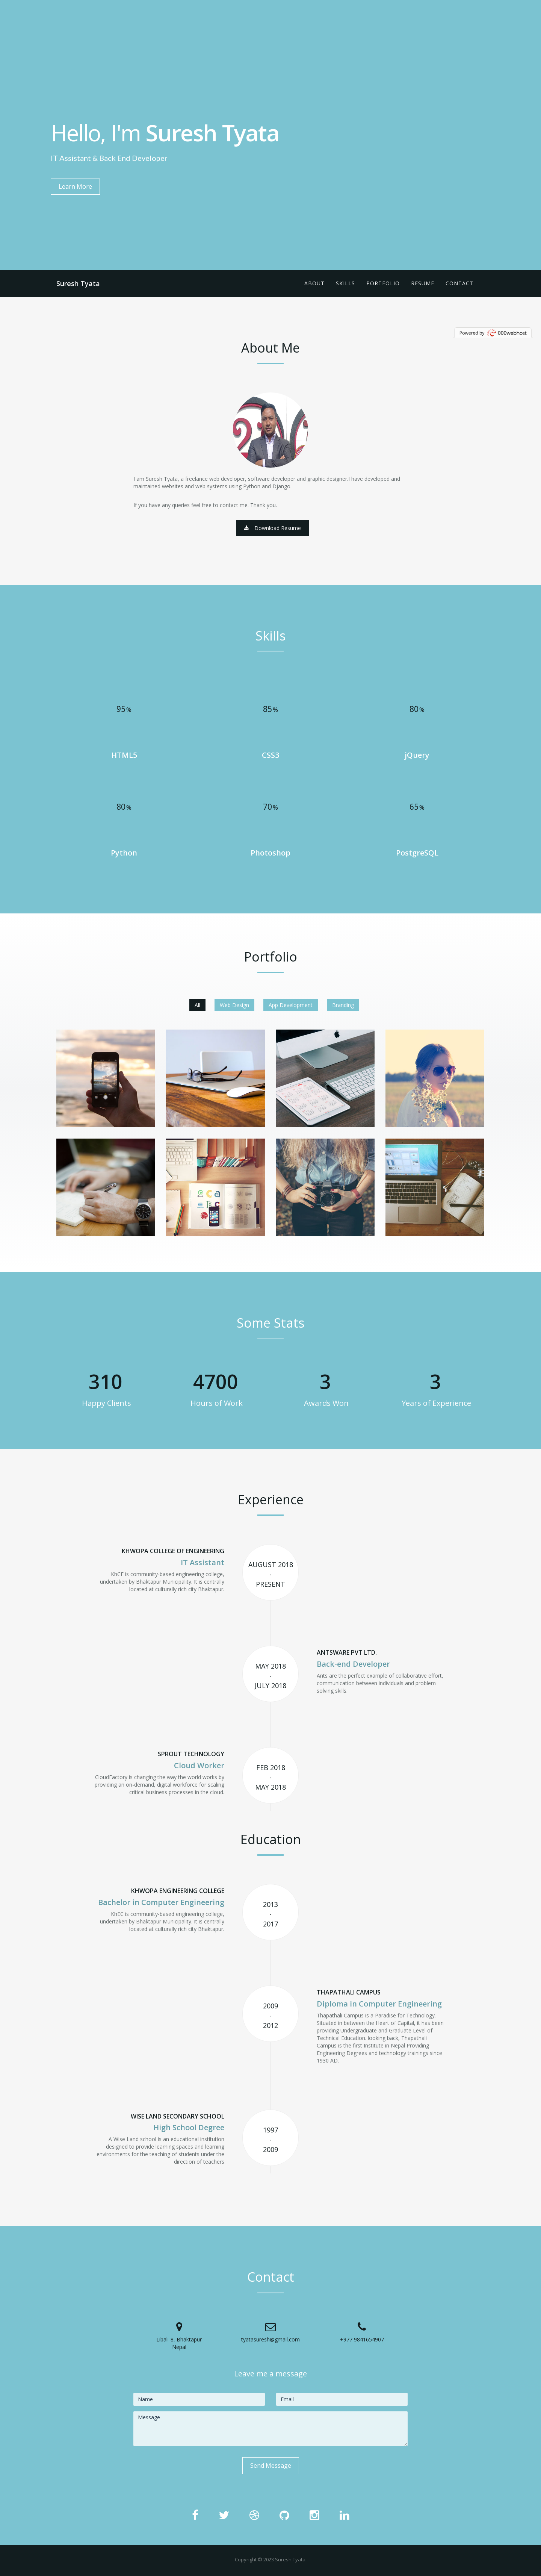 Hello, I'm Suresh Tyata
IT Assistant & Back End Developer
Learn More
Suresh Tyata
ABOUT SKILLS PORTFOLIO RESUME CONTACT
Powered by 000webhost
About Me
I am Suresh Tyata, a freelance web developer, software developer and graphic designer.I have developed and
maintained websites and web systems using Python and Django.
If you have any queries feel free to contact me. Thank you.
Download Resume
Skills
95% 85% 80%
HTML5 CSS3 jQuery
80% 70% 65%
Python Photoshop PostgreSQL
Portfolio
All Web Design App Development Branding
Some Stats
310 4700 3 3
Happy Clients Hours of Work Awards Won Years of Experience
Experience
KHWOPA COLLEGE OF ENGINEERING
IT Assistant
KhCE is community-based engineering college,
undertaken by Bhaktapur Municipality. It is centrally
located at culturally rich city Bhaktapur.
AUGUST 2018
-
PRESENT
MAY 2018
-
JULY 2018
ANTSWARE PVT LTD.
Back-end Developer
Ants are the perfect example of collaborative effort,
communication between individuals and problem
solving skills.
SPROUT TECHNOLOGY
Cloud Worker
CloudFactory is changing the way the world works by
providing an on-demand, digital workforce for scaling
critical business processes in the cloud.
FEB 2018
-
MAY 2018
Education
KHWOPA ENGINEERING COLLEGE
Bachelor in Computer Engineering
KhEC is community-based engineering college,
undertaken by Bhaktapur Municipality. It is centrally
located at culturally rich city Bhaktapur.
2013
-
2017
2009
-
2012
THAPATHALI CAMPUS
Diploma in Computer Engineering
Thapathali Campus is a Paradise for Technology.
Situated in between the Heart of Capital, it has been
providing Undergraduate and Graduate Level of
Technical Education. looking back, Thapathali
Campus is the first Institute in Nepal Providing
Engineering Degrees and technology trainings since
1930 AD.
WISE LAND SECONDARY SCHOOL
High School Degree
A Wise Land school is an educational institution
designed to provide learning spaces and learning
environments for the teaching of students under the
direction of teachers
1997
-
2009
Contact
Libali-8, Bhaktapur
Nepal
tyatasuresh@gmail.com
+977 9841654907
Leave me a message
Name
Email
Message
Send Message
Copyright © 2023 Suresh Tyata.